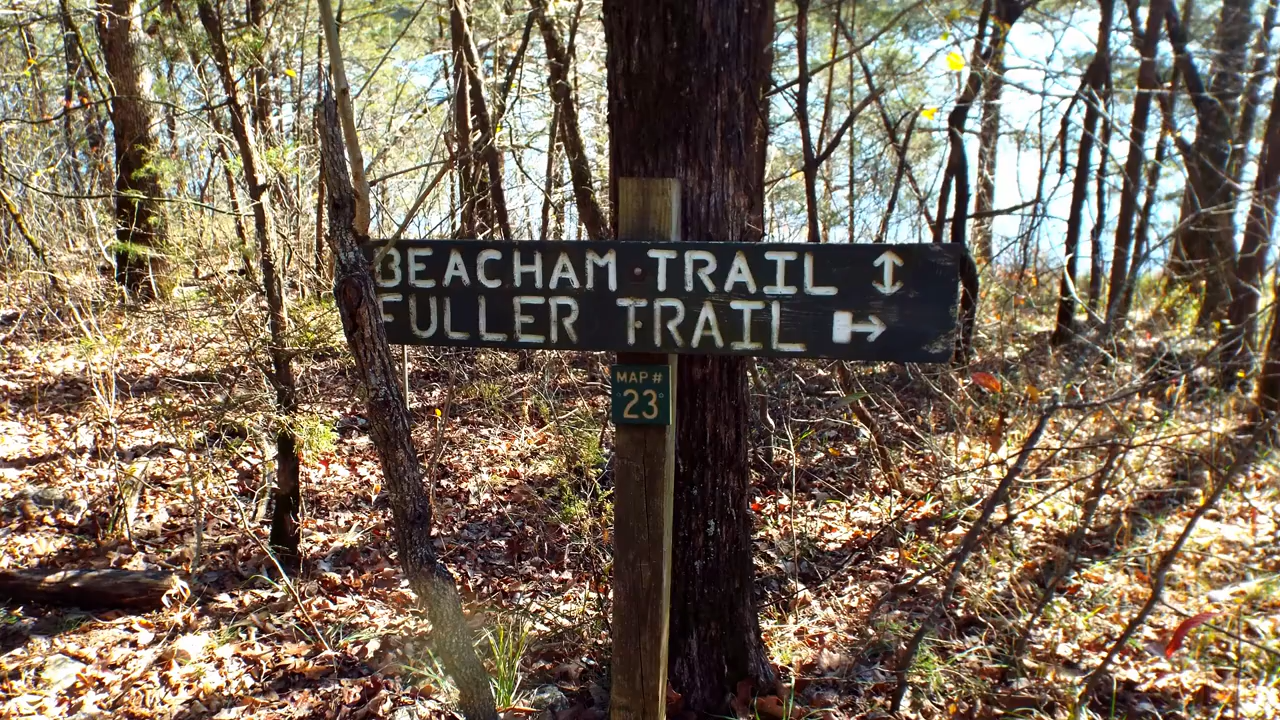 BEACHAM TRAIL ↕
FULLER TRAIL →
MAP #
23